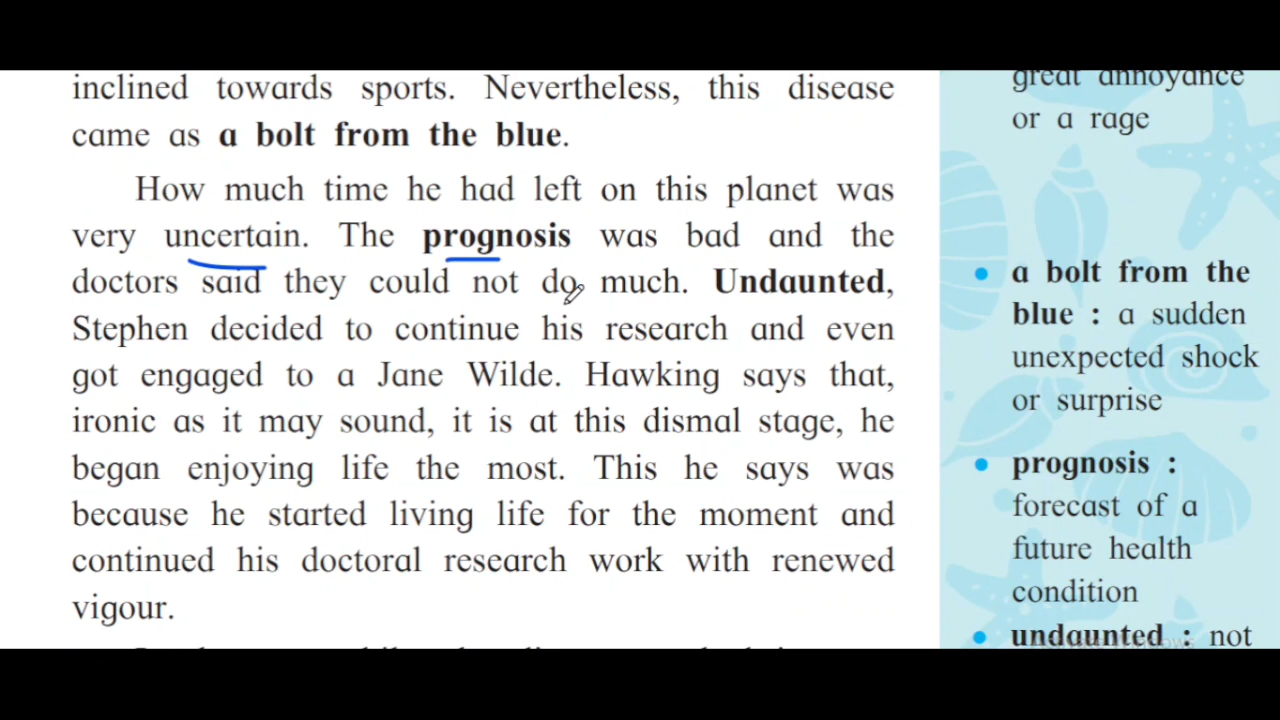 inclined towards sports. Nevertheless, this disease
came as a bolt from the blue.
How much time he had left on this planet was
very uncertain. The prognosis was bad and the
doctors said they could not do much. Undaunted,
Stephen decided to continue his research and even
got engaged to a Jane Wilde. Hawking says that,
ironic as it may sound, it is at this dismal stage, he
began enjoying life the most. This he says was
because he started living life for the moment and
continued his doctoral research work with renewed
vigour.
great annoyance
or a rage
a bolt from the
blue : a sudden
unexpected shock
or surprise
prognosis :
forecast of a
future health
condition
undaunted : not